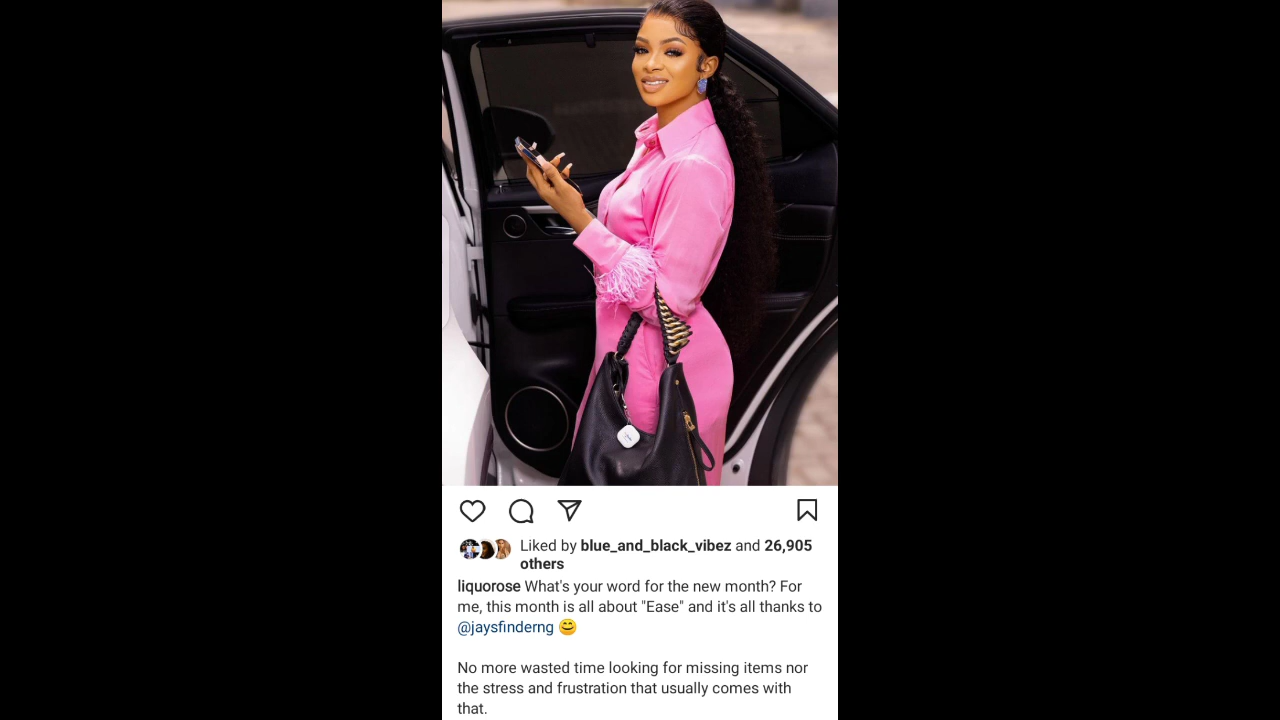 Liked by blue_and_black_vibez and 26,905
others
liquorose What's your word for the new month? For
me, this month is all about "Ease" and it's all thanks to
@jaysfinderng 😊
No more wasted time looking for missing items nor
the stress and frustration that usually comes with
that.